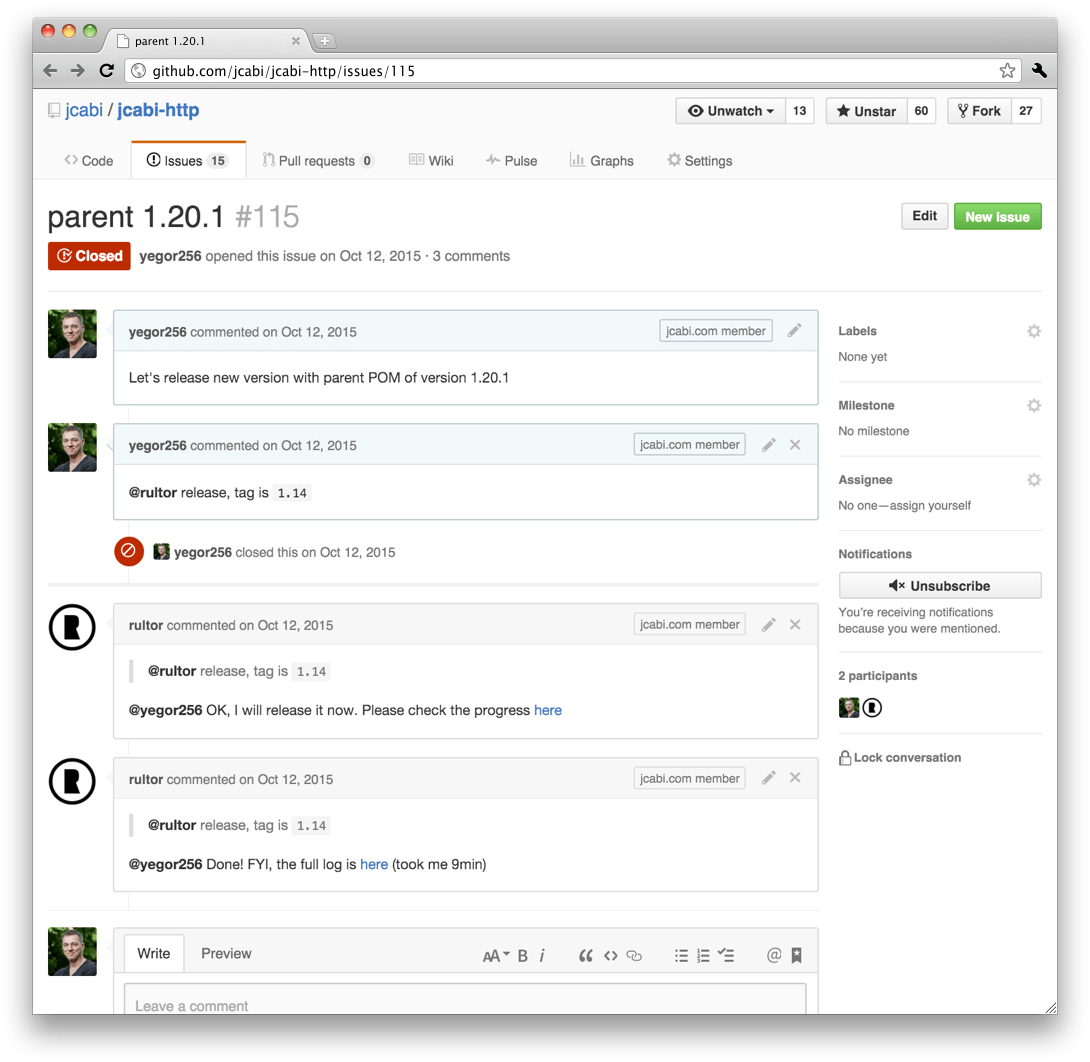 parent 1.20.1
github.com/jcabi/jcabi-http/issues/115
jcabi / jcabi-http
Unwatch 13 Unstar 60 Fork 27
Code Issues 15 Pull requests 0 Wiki Pulse Graphs Settings
parent 1.20.1 #115
Edit New issue
Closed yegor256 opened this issue on Oct 12, 2015 · 3 comments
yegor256 commented on Oct 12, 2015 jcabi.com member
Let's release new version with parent POM of version 1.20.1
yegor256 commented on Oct 12, 2015 jcabi.com member
@rultor release, tag is 1.14
yegor256 closed this on Oct 12, 2015
rultor commented on Oct 12, 2015 jcabi.com member
@rultor release, tag is 1.14
@yegor256 OK, I will release it now. Please check the progress here
rultor commented on Oct 12, 2015 jcabi.com member
@rultor release, tag is 1.14
@yegor256 Done! FYI, the full log is here (took me 9min)
Write Preview
AA B i
Leave a comment
Labels
None yet
Milestone
No milestone
Assignee
No one—assign yourself
Notifications
Unsubscribe
You're receiving notifications
because you were mentioned.
2 participants
Lock conversation